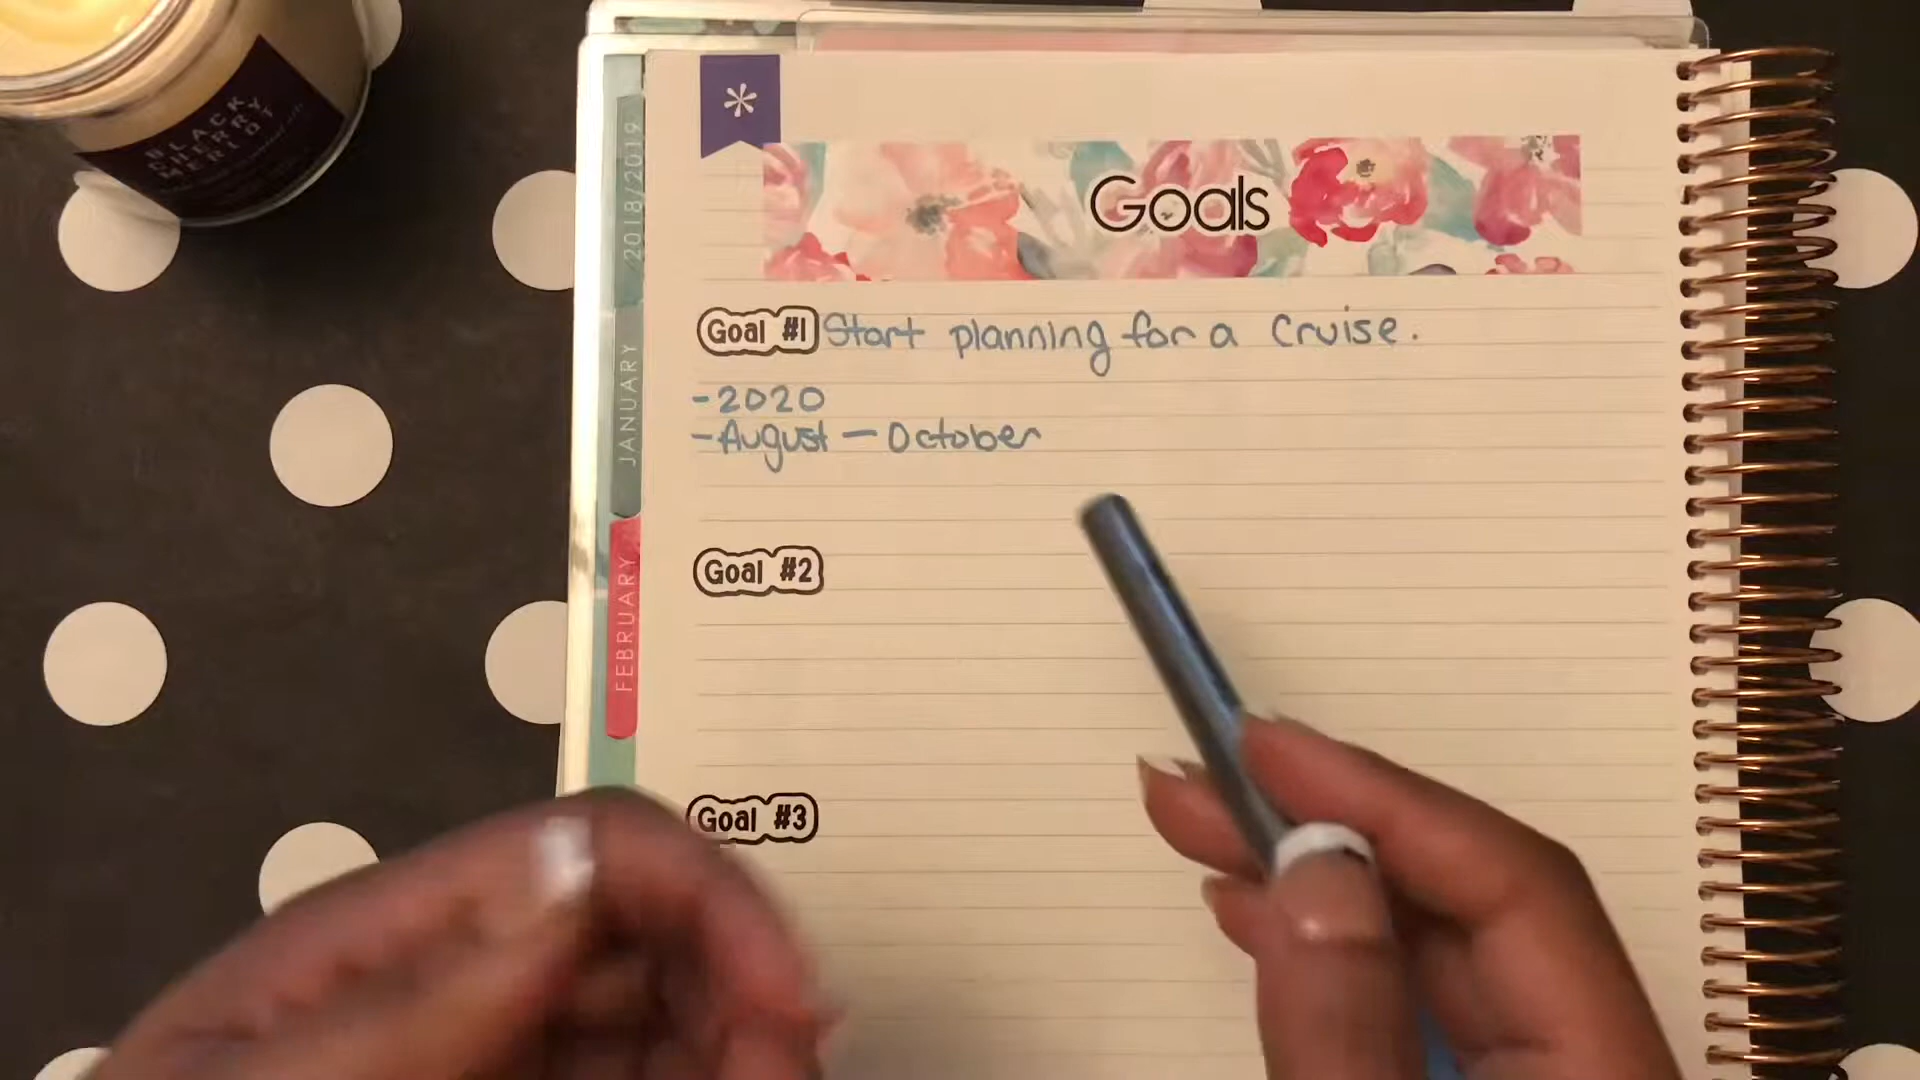 BLACK
CHERRY
MERLOT
*
Goals
2018/2019
JANUARY
FEBRUARY
Goal #1 Start planning for a Cruise.
-2020
-August - October
Goal #2
Goal #3